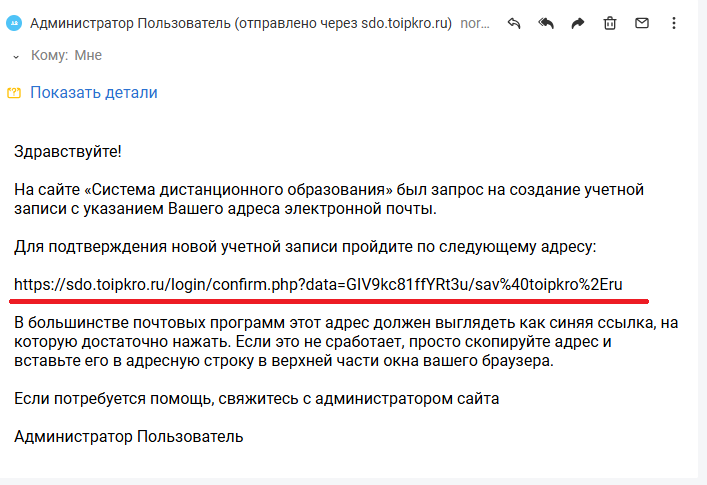 Администратор Пользователь (отправлено через sdo.toipkro.ru) nor...
Кому: Мне
Показать детали
Здравствуйте!
На сайте «Система дистанционного образования» был запрос на создание учетной
записи с указанием Вашего адреса электронной почты.
Для подтверждения новой учетной записи пройдите по следующему адресу:
https://sdo.toipkro.ru/login/confirm.php?data=GIV9kc81ffYRt3u/sav%40toipkro%2Eru
В большинстве почтовых программ этот адрес должен выглядеть как синяя ссылка, на
которую достаточно нажать. Если это не сработает, просто скопируйте адрес и
вставьте его в адресную строку в верхней части окна вашего браузера.
Если потребуется помощь, свяжитесь с администратором сайта
Администратор Пользователь